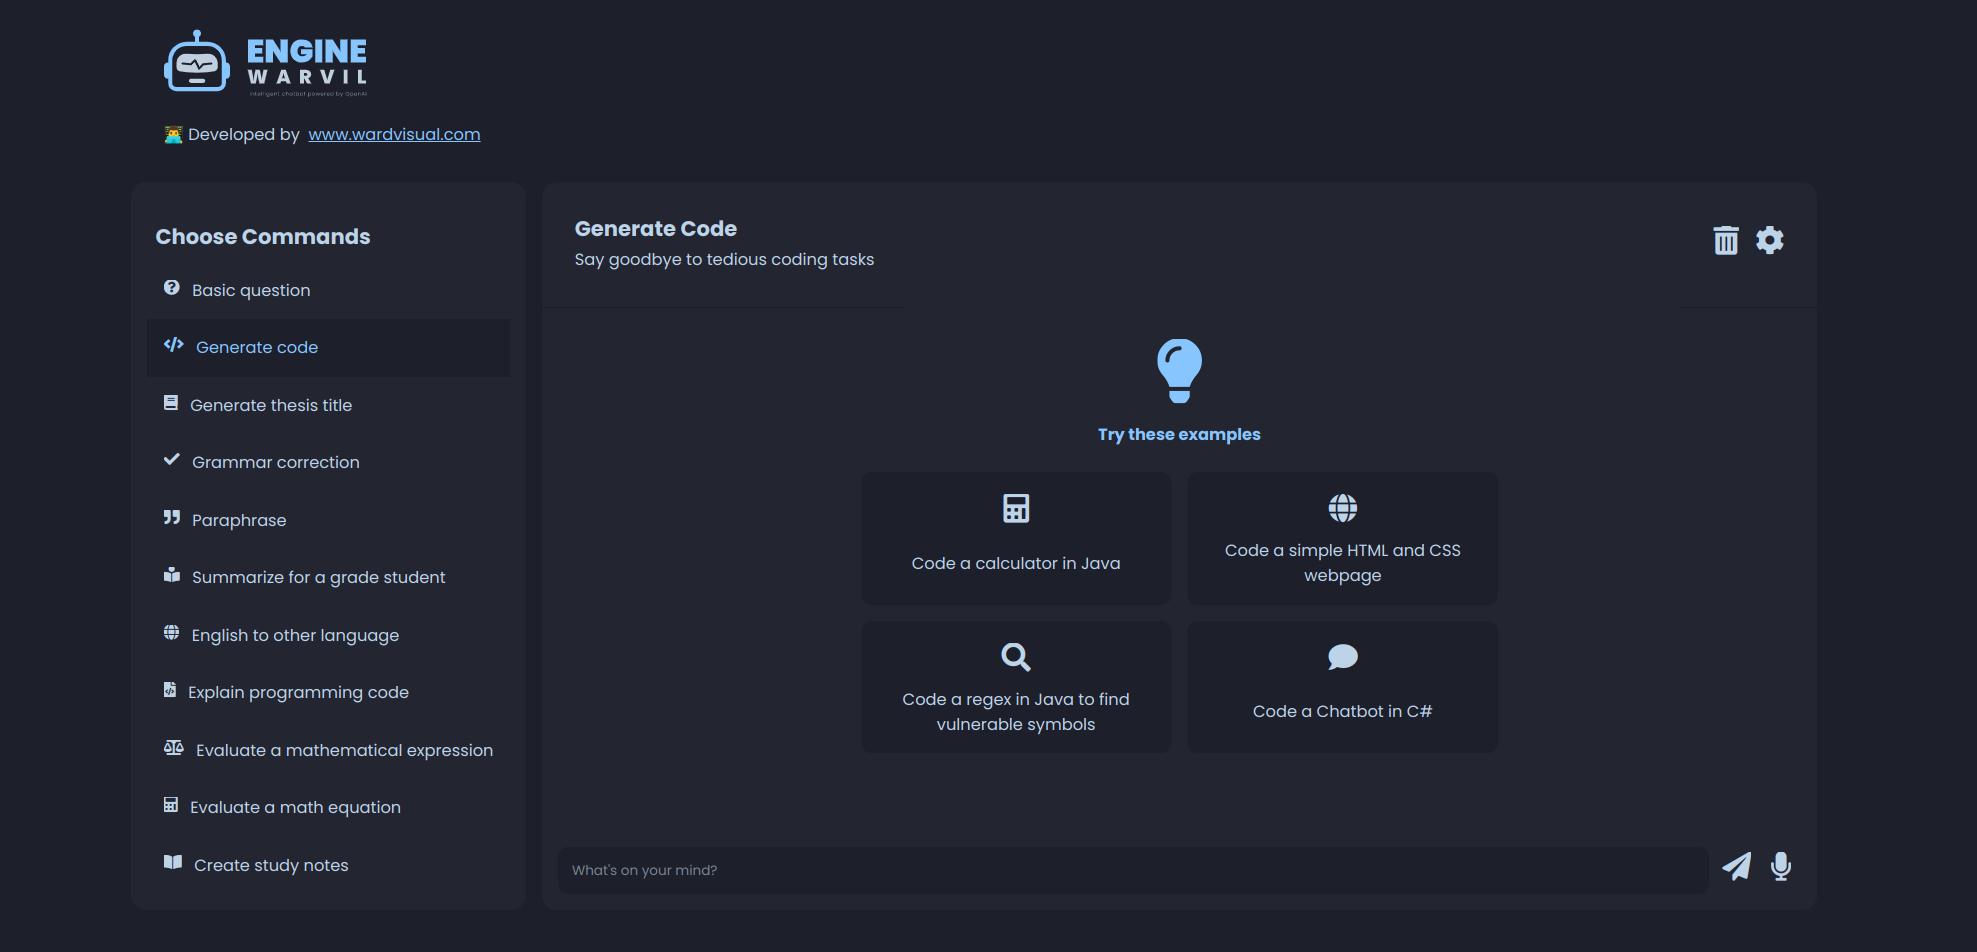 ENGINE
WARVIL
Intelligent chatbot powered by OpenAI
Developed by www.wardvisual.com
Choose Commands
Basic question
Generate code
Generate thesis title
Grammar correction
Paraphrase
Summarize for a grade student
English to other language
Explain programming code
Evaluate a mathematical expression
Evaluate a math equation
Create study notes
Generate Code
Say goodbye to tedious coding tasks
Try these examples
Code a calculator in Java
Code a simple HTML and CSS
webpage
Code a regex in Java to find
vulnerable symbols
Code a Chatbot in C#
What's on your mind?